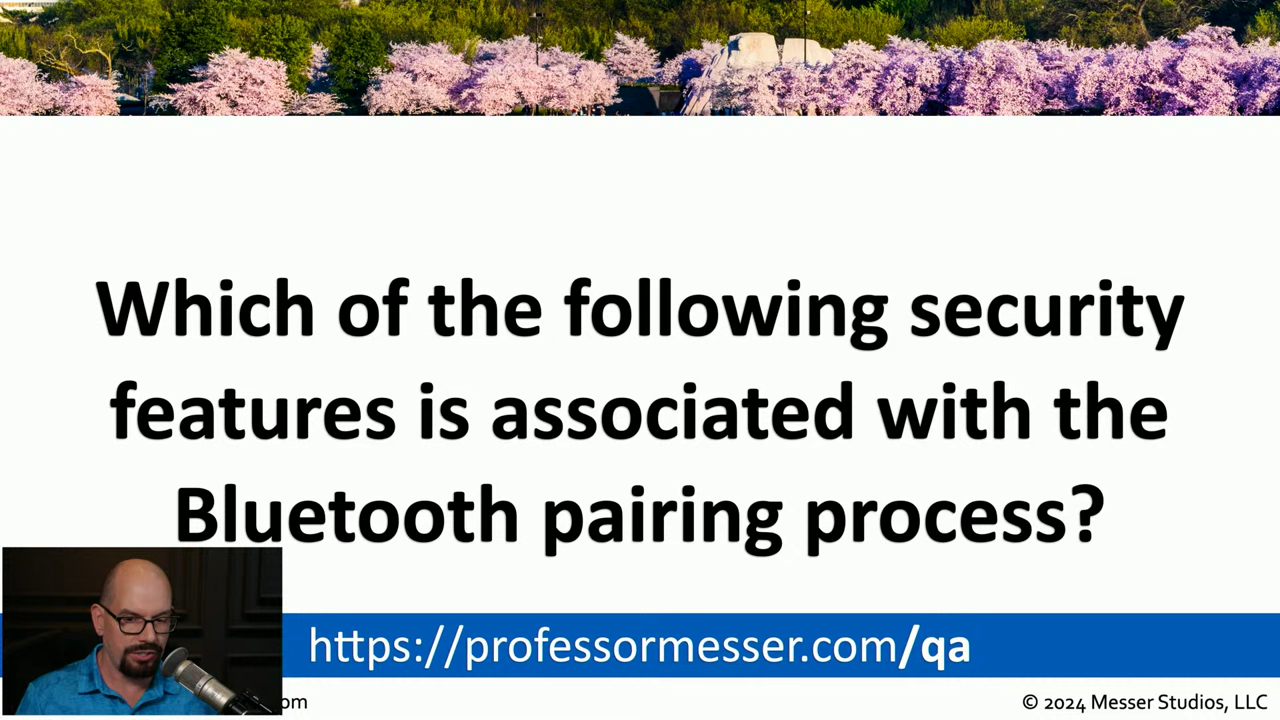 Which of the following security
features is associated with the
Bluetooth pairing process?
https://professormesser.com/qa
om
© 2024 Messer Studios, LLC